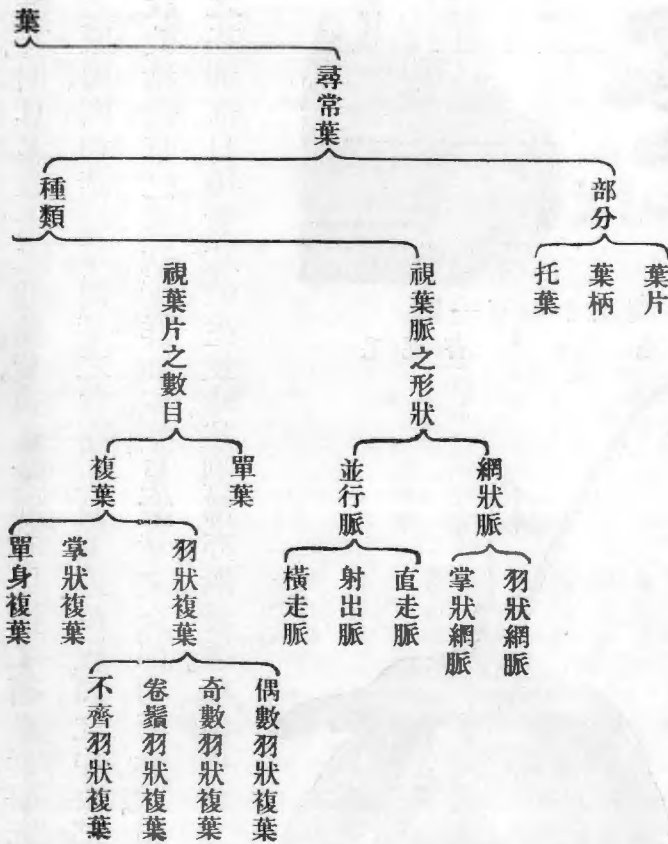 葉
尋常葉
部分
葉片
葉柄
托葉
種類
視葉脈之形狀
網狀脈
羽狀網脈
掌狀網脈
並行脈
直走脈
射出脈
橫走脈
視葉片之數目
單葉
複葉
羽狀複葉
偶數羽狀複葉
奇數羽狀複葉
卷鬚羽狀複葉
不齊羽狀複葉
掌狀複葉
單身複葉